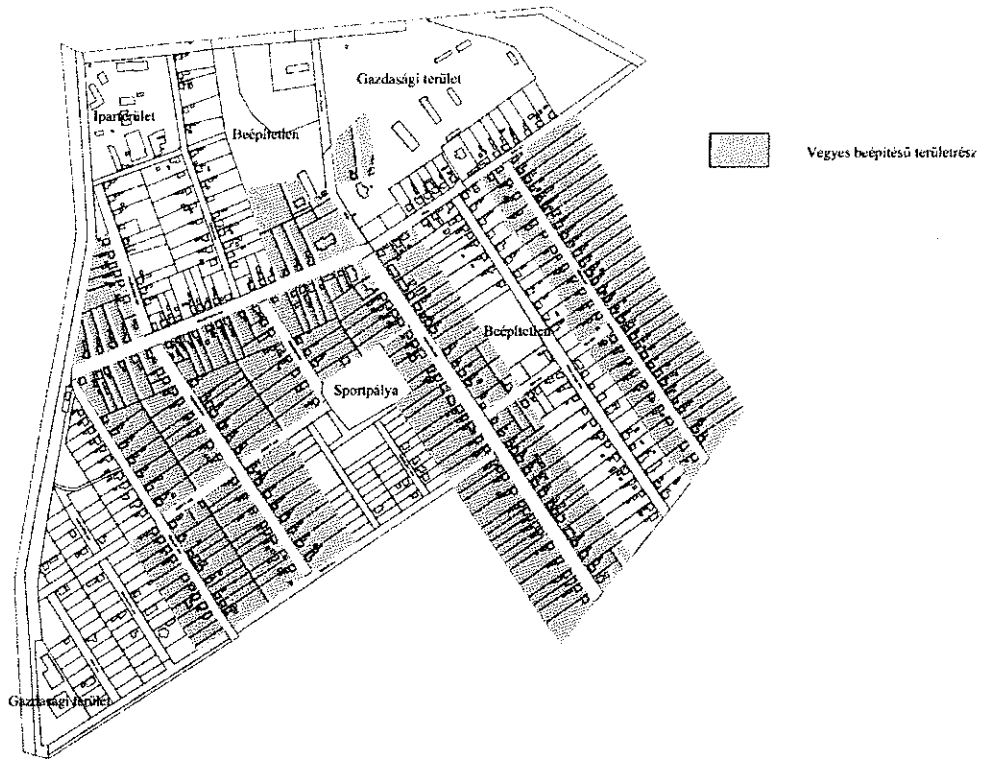 Gazdasági terület
Iparterület
Beépítetlen
Vegyes beépítésű területrész
Beépítetlen
Sportpálya
Gazdasági terület